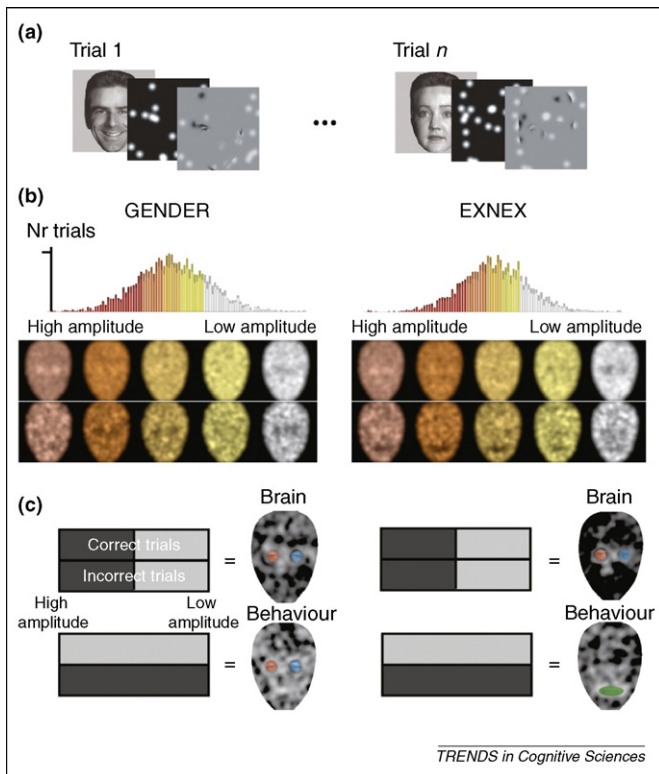 (a)
Trial 1
Trial n
...
(b)
GENDER
EXNEX
Nr trials
High amplitude
Low amplitude
High amplitude
Low amplitude
(c)
Brain
Brain
Correct trials
=
=
Incorrect trials
High
amplitude
Low
amplitude
Behaviour
Behaviour
=
=
TRENDS in Cognitive Sciences